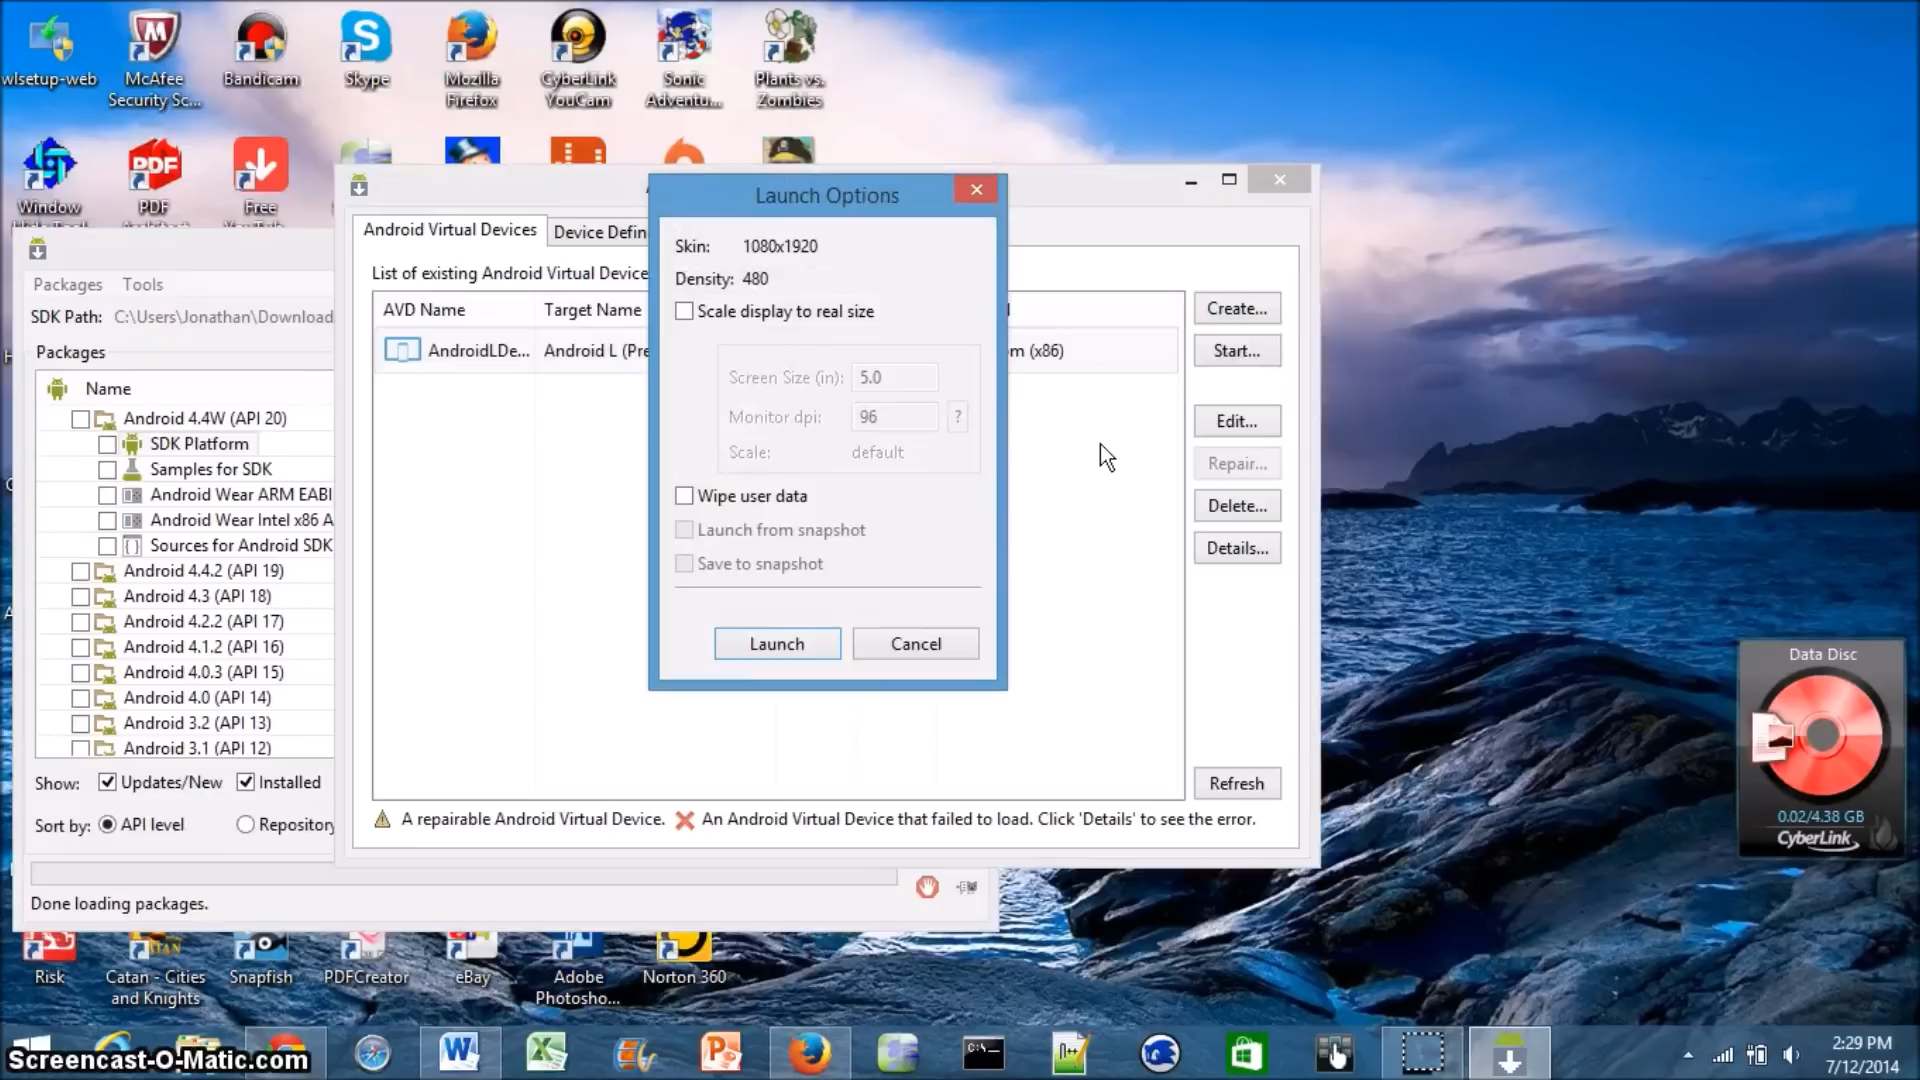 wlsetup-web
McAfee
Security Sc...
Bandicam
Skype
Mozilla
Firefox
CyberLink
YouCam
Sonic
Adventu...
Plants vs.
Zombies
Window
PDF
Free
Packages
Tools
SDK Path:
C:\Users\Jonathan\Download
Packages
Name
Android 4.4W (API 20)
SDK Platform
Samples for SDK
Android Wear ARM EABI
Android Wear Intel x86 A
Sources for Android SDK
Android 4.4.2 (API 19)
Android 4.3 (API 18)
Android 4.2.2 (API 17)
Android 4.1.2 (API 16)
Android 4.0.3 (API 15)
Android 4.0 (API 14)
Android 3.2 (API 13)
Android 3.1 (API 12)
Show:
Updates/New
Installed
Sort by:
API level
Repository
Done loading packages.
Android Virtual Devices
Device Defin
List of existing Android Virtual Device
AVD Name
Target Name
AndroidLDe...
Android L (Pre
m (x86)
Create...
Start...
Edit...
Repair...
Delete...
Details...
Refresh
A repairable Android Virtual Device.
An Android Virtual Device that failed to load. Click 'Details' to see the error.
Launch Options
Skin: 1080x1920
Density: 480
Scale display to real size
Screen Size (in): 5.0
Monitor dpi: 96
?
Scale: default
Wipe user data
Launch from snapshot
Save to snapshot
Launch
Cancel
Data Disc
0.02/4.38 GB
CyberLink
Risk
Catan - Cities
and Knights
Snapfish
PDFCreator
eBay
Adobe
Photosho...
Norton 360
Screencast-O-Matic.com
2:29 PM
7/12/2014